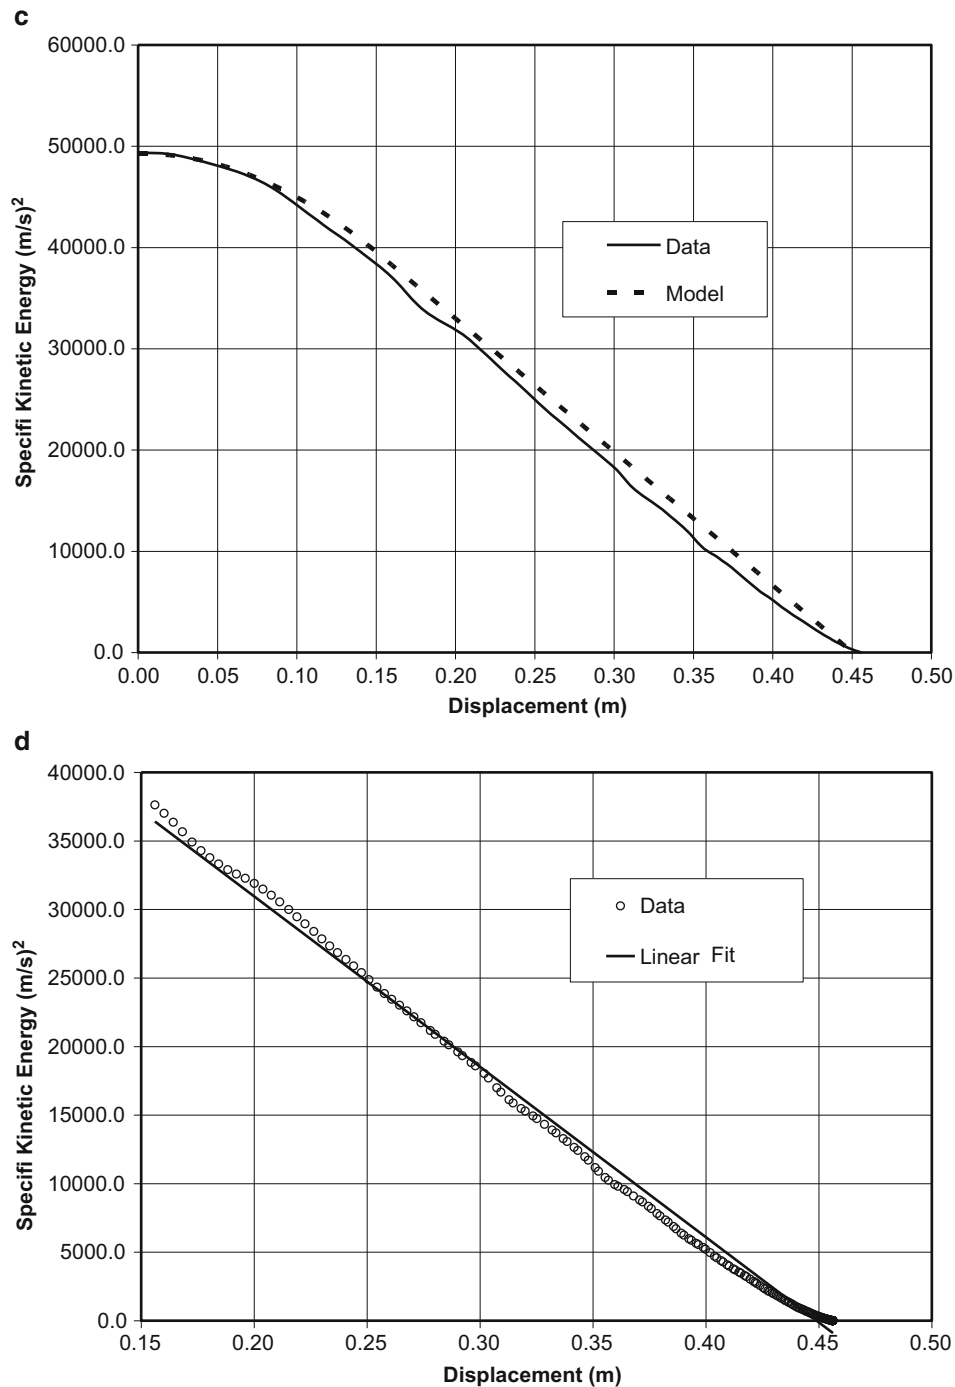 c
60000.0
50000.0
40000.0
30000.0
20000.0
10000.0
0.0
Specifi Kinetic Energy (m/s)2
Data
Model
0.00 0.05 0.10 0.15 0.20 0.25 0.30 0.35 0.40 0.45 0.50
Displacement (m)
d
40000.0
35000.0
30000.0
25000.0
20000.0
15000.0
10000.0
5000.0
0.0
Specifi Kinetic Energy (m/s)2
Data
Linear Fit
0.15 0.20 0.25 0.30 0.35 0.40 0.45 0.50
Displacement (m)